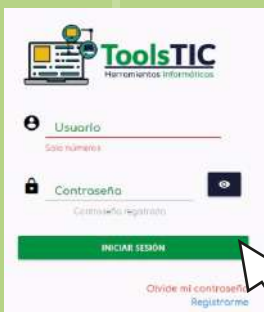 ToolsTIC
Herramientas Informáticas
Usuario
Solo números
Contraseña
Contraseña registrada
INICIAR SESIÓN
Olvide mi contraseña
Registrarme